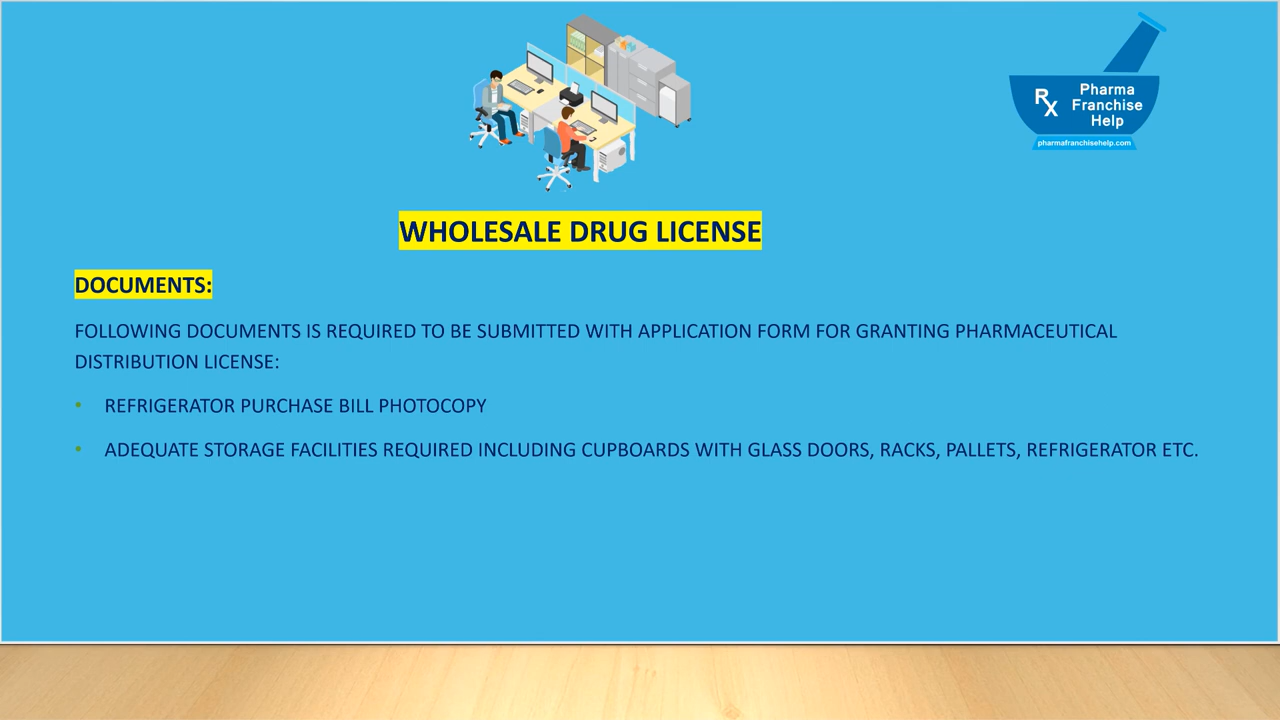 Rx
Pharma
Franchise
Help
pharmafranchisehelp.com
WHOLESALE DRUG LICENSE
DOCUMENTS:
FOLLOWING DOCUMENTS IS REQUIRED TO BE SUBMITTED WITH APPLICATION FORM FOR GRANTING PHARMACEUTICAL
DISTRIBUTION LICENSE:
• REFRIGERATOR PURCHASE BILL PHOTOCOPY
• ADEQUATE STORAGE FACILITIES REQUIRED INCLUDING CUPBOARDS WITH GLASS DOORS, RACKS, PALLETS, REFRIGERATOR ETC.